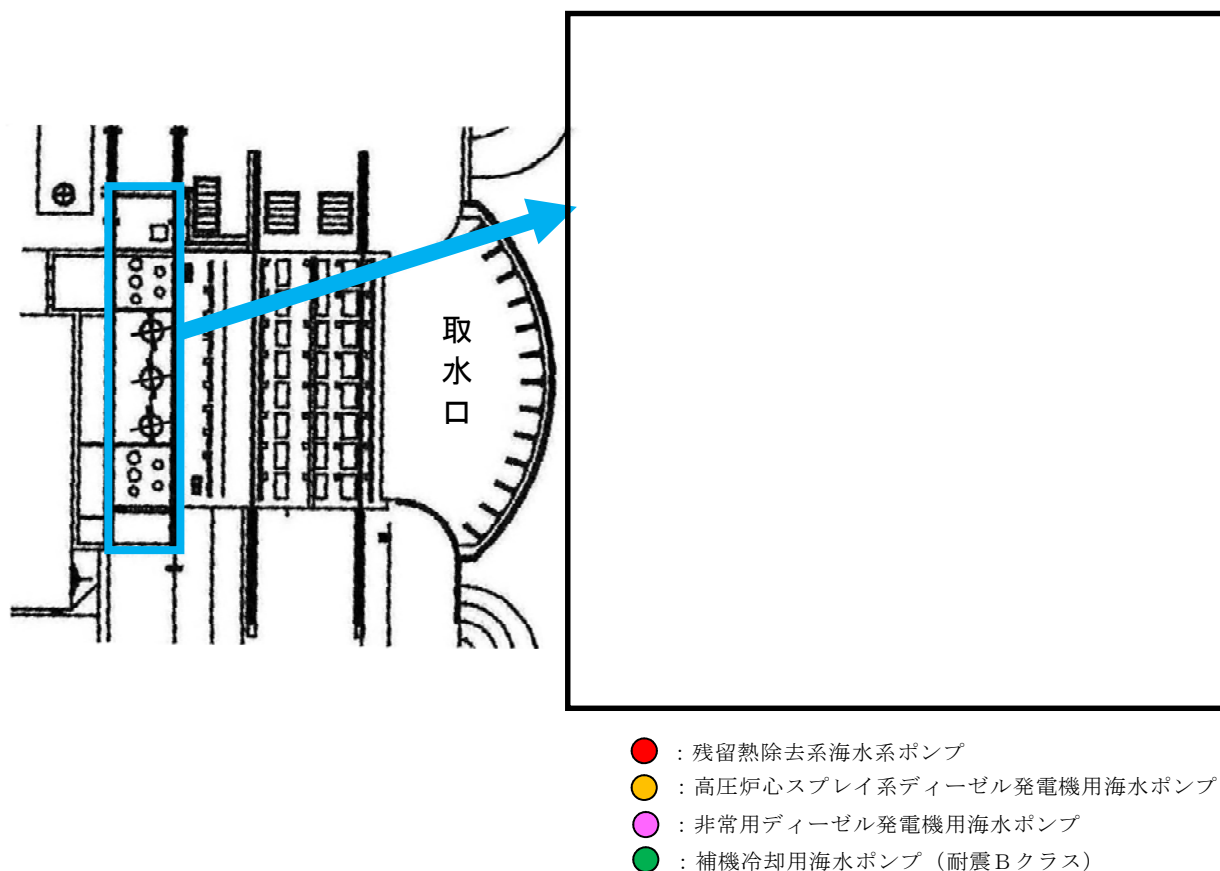 取水口
：残留熱除去系海水系ポンプ
：高圧炉心スプレイ系ディーゼル発電機用海水ポンプ
：非常用ディーゼル発電機用海水ポンプ
：補機冷却用海水ポンプ（耐震Ｂクラス）